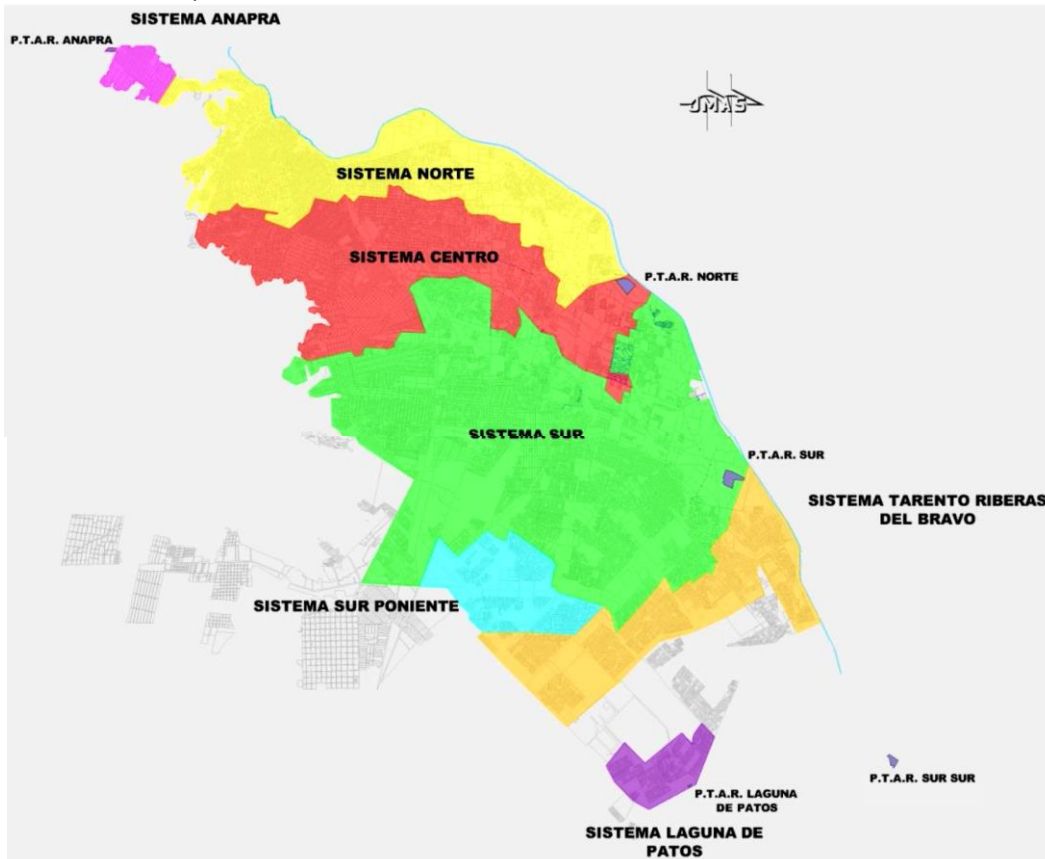 SISTEMA ANAPRA
P.T.A.R. ANAPRA
JMAS
SISTEMA NORTE
SISTEMA CENTRO
P.T.A.R. NORTE
SISTEMA SUR
P.T.A.R. SUR
SISTEMA TARENTO RIBERAS
DEL BRAVO
SISTEMA SUR PONIENTE
P.T.A.R. SUR SUR
P.T.A.R. LAGUNA
DE PATOS
SISTEMA LAGUNA DE
PATOS